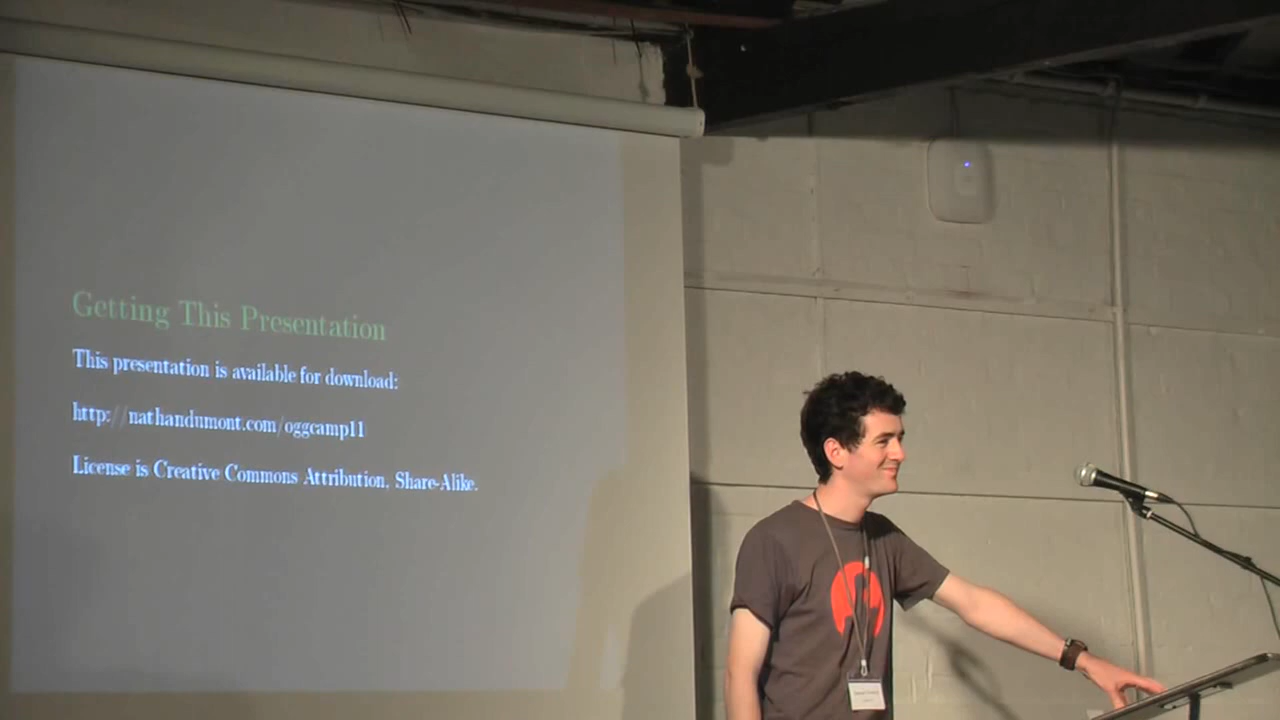 Getting This Presentation
This presentation is available for download:
http://nathandumont.com/oggcamp11
License is Creative Commons Attribution, Share-Alike.